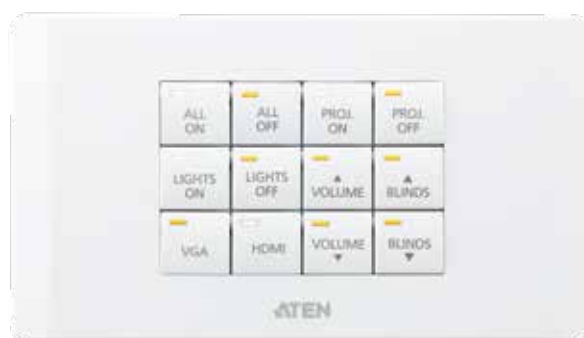 ALL ON
ALL OFF
PROJ. ON
PROJ. OFF
LIGHTS ON
LIGHTS OFF
▲ VOLUME
▲ BLINDS
VGA
HDMI
VOLUME ▼
BLINDS ▼
ATEN